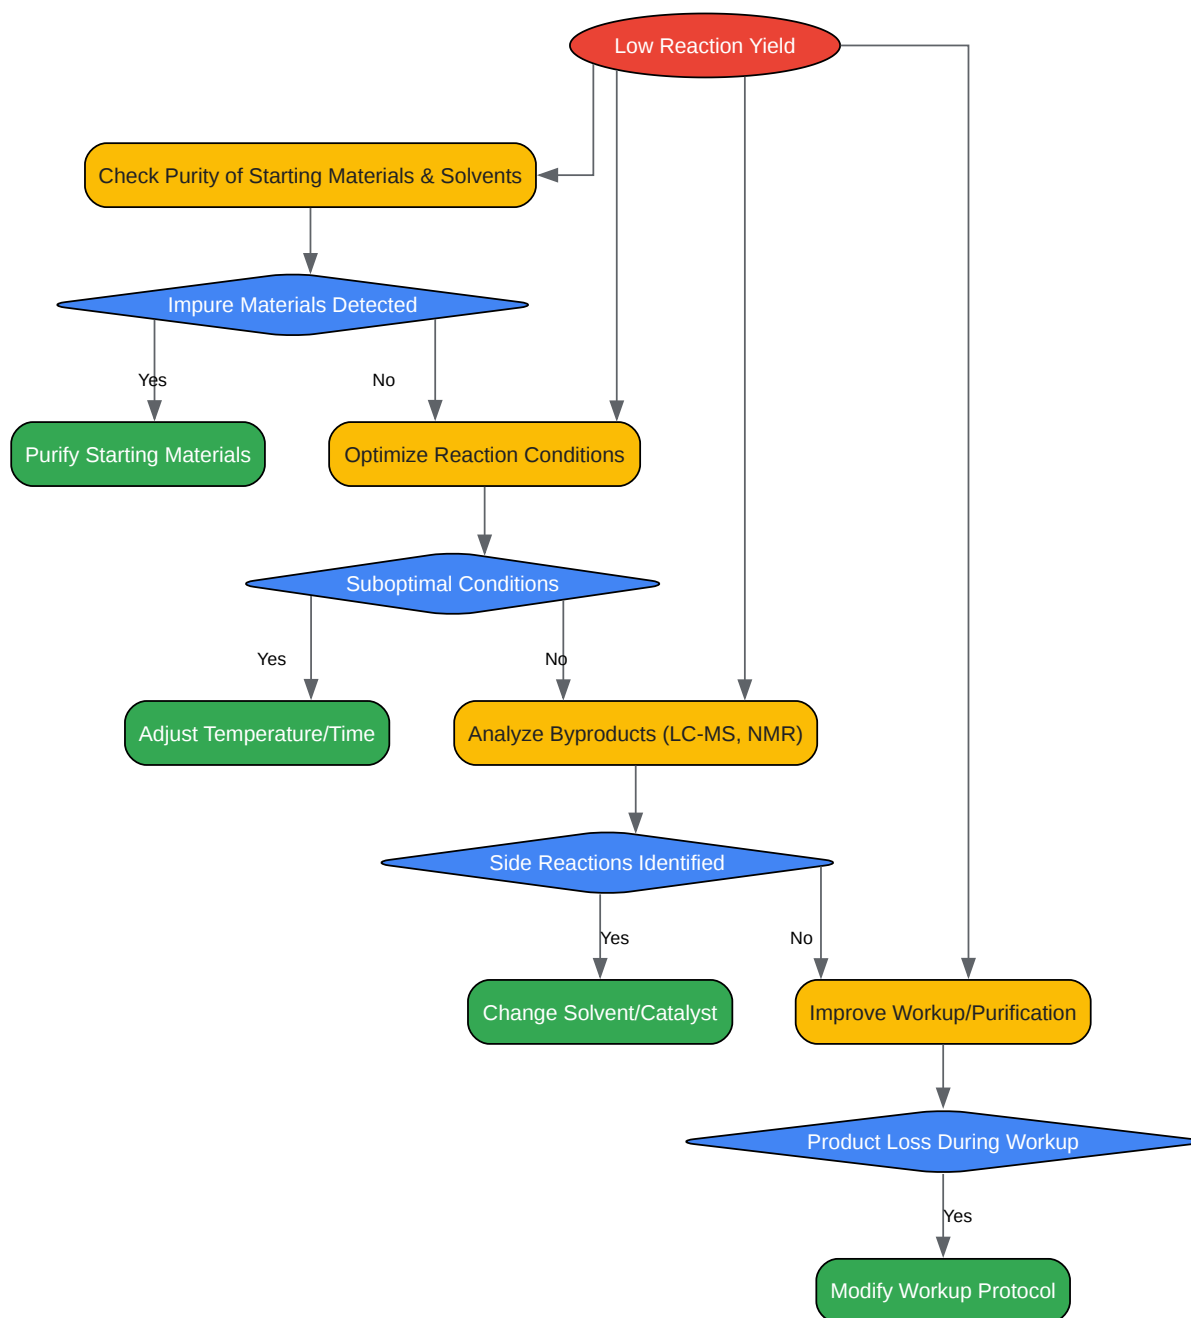 Low Reaction Yield
Check Purity of Starting Materials & Solvents
Impure Materials Detected
Yes
No
Purify Starting Materials
Optimize Reaction Conditions
Suboptimal Conditions
Yes
No
Adjust Temperature/Time
Analyze Byproducts (LC-MS, NMR)
Side Reactions Identified
Yes
No
Change Solvent/Catalyst
Improve Workup/Purification
Product Loss During Workup
Yes
Modify Workup Protocol